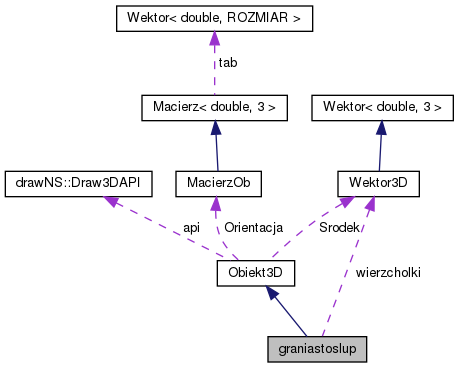 Wektor< double, ROZMIAR >
tab
Macierz< double, 3 >
Wektor< double, 3 >
drawNS::Draw3DAPI
MacierzOb
Wektor3D
api
Orientacja
Srodek
Obiekt3D
wierzcholki
graniastoslup